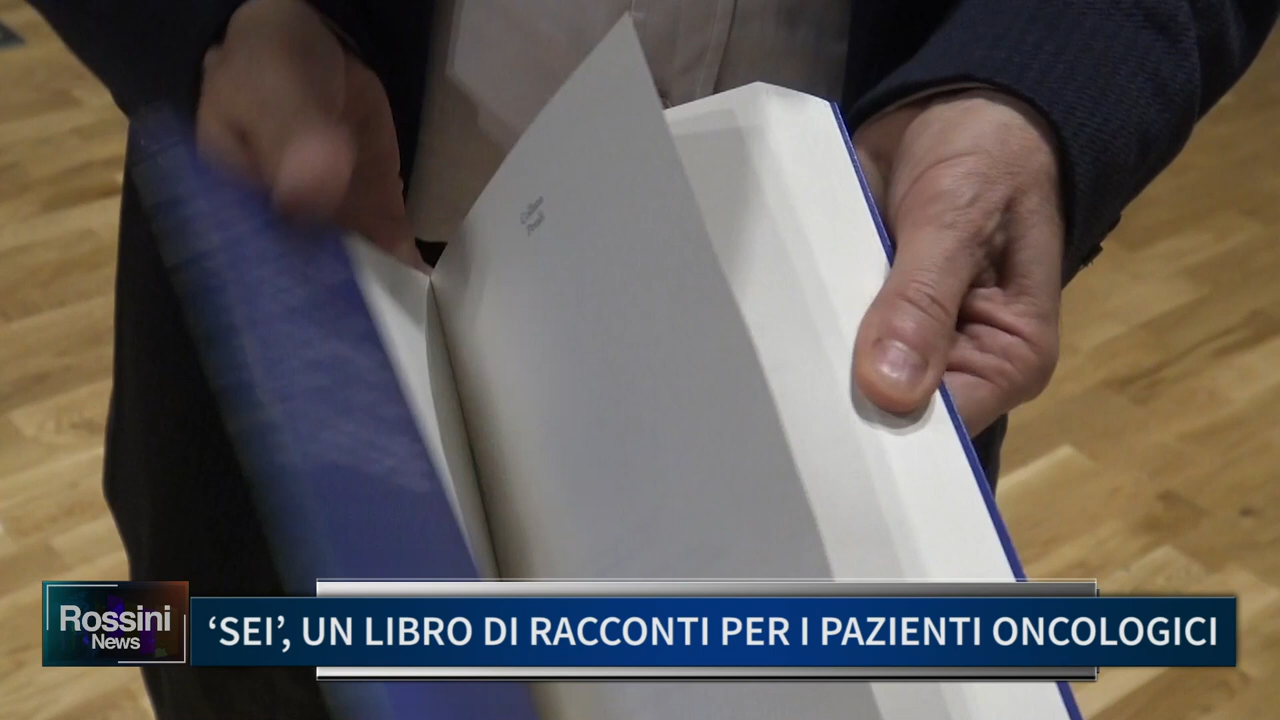 Rossini
News
‘SEI’, UN LIBRO DI RACCONTI PER I PAZIENTI ONCOLOGICI